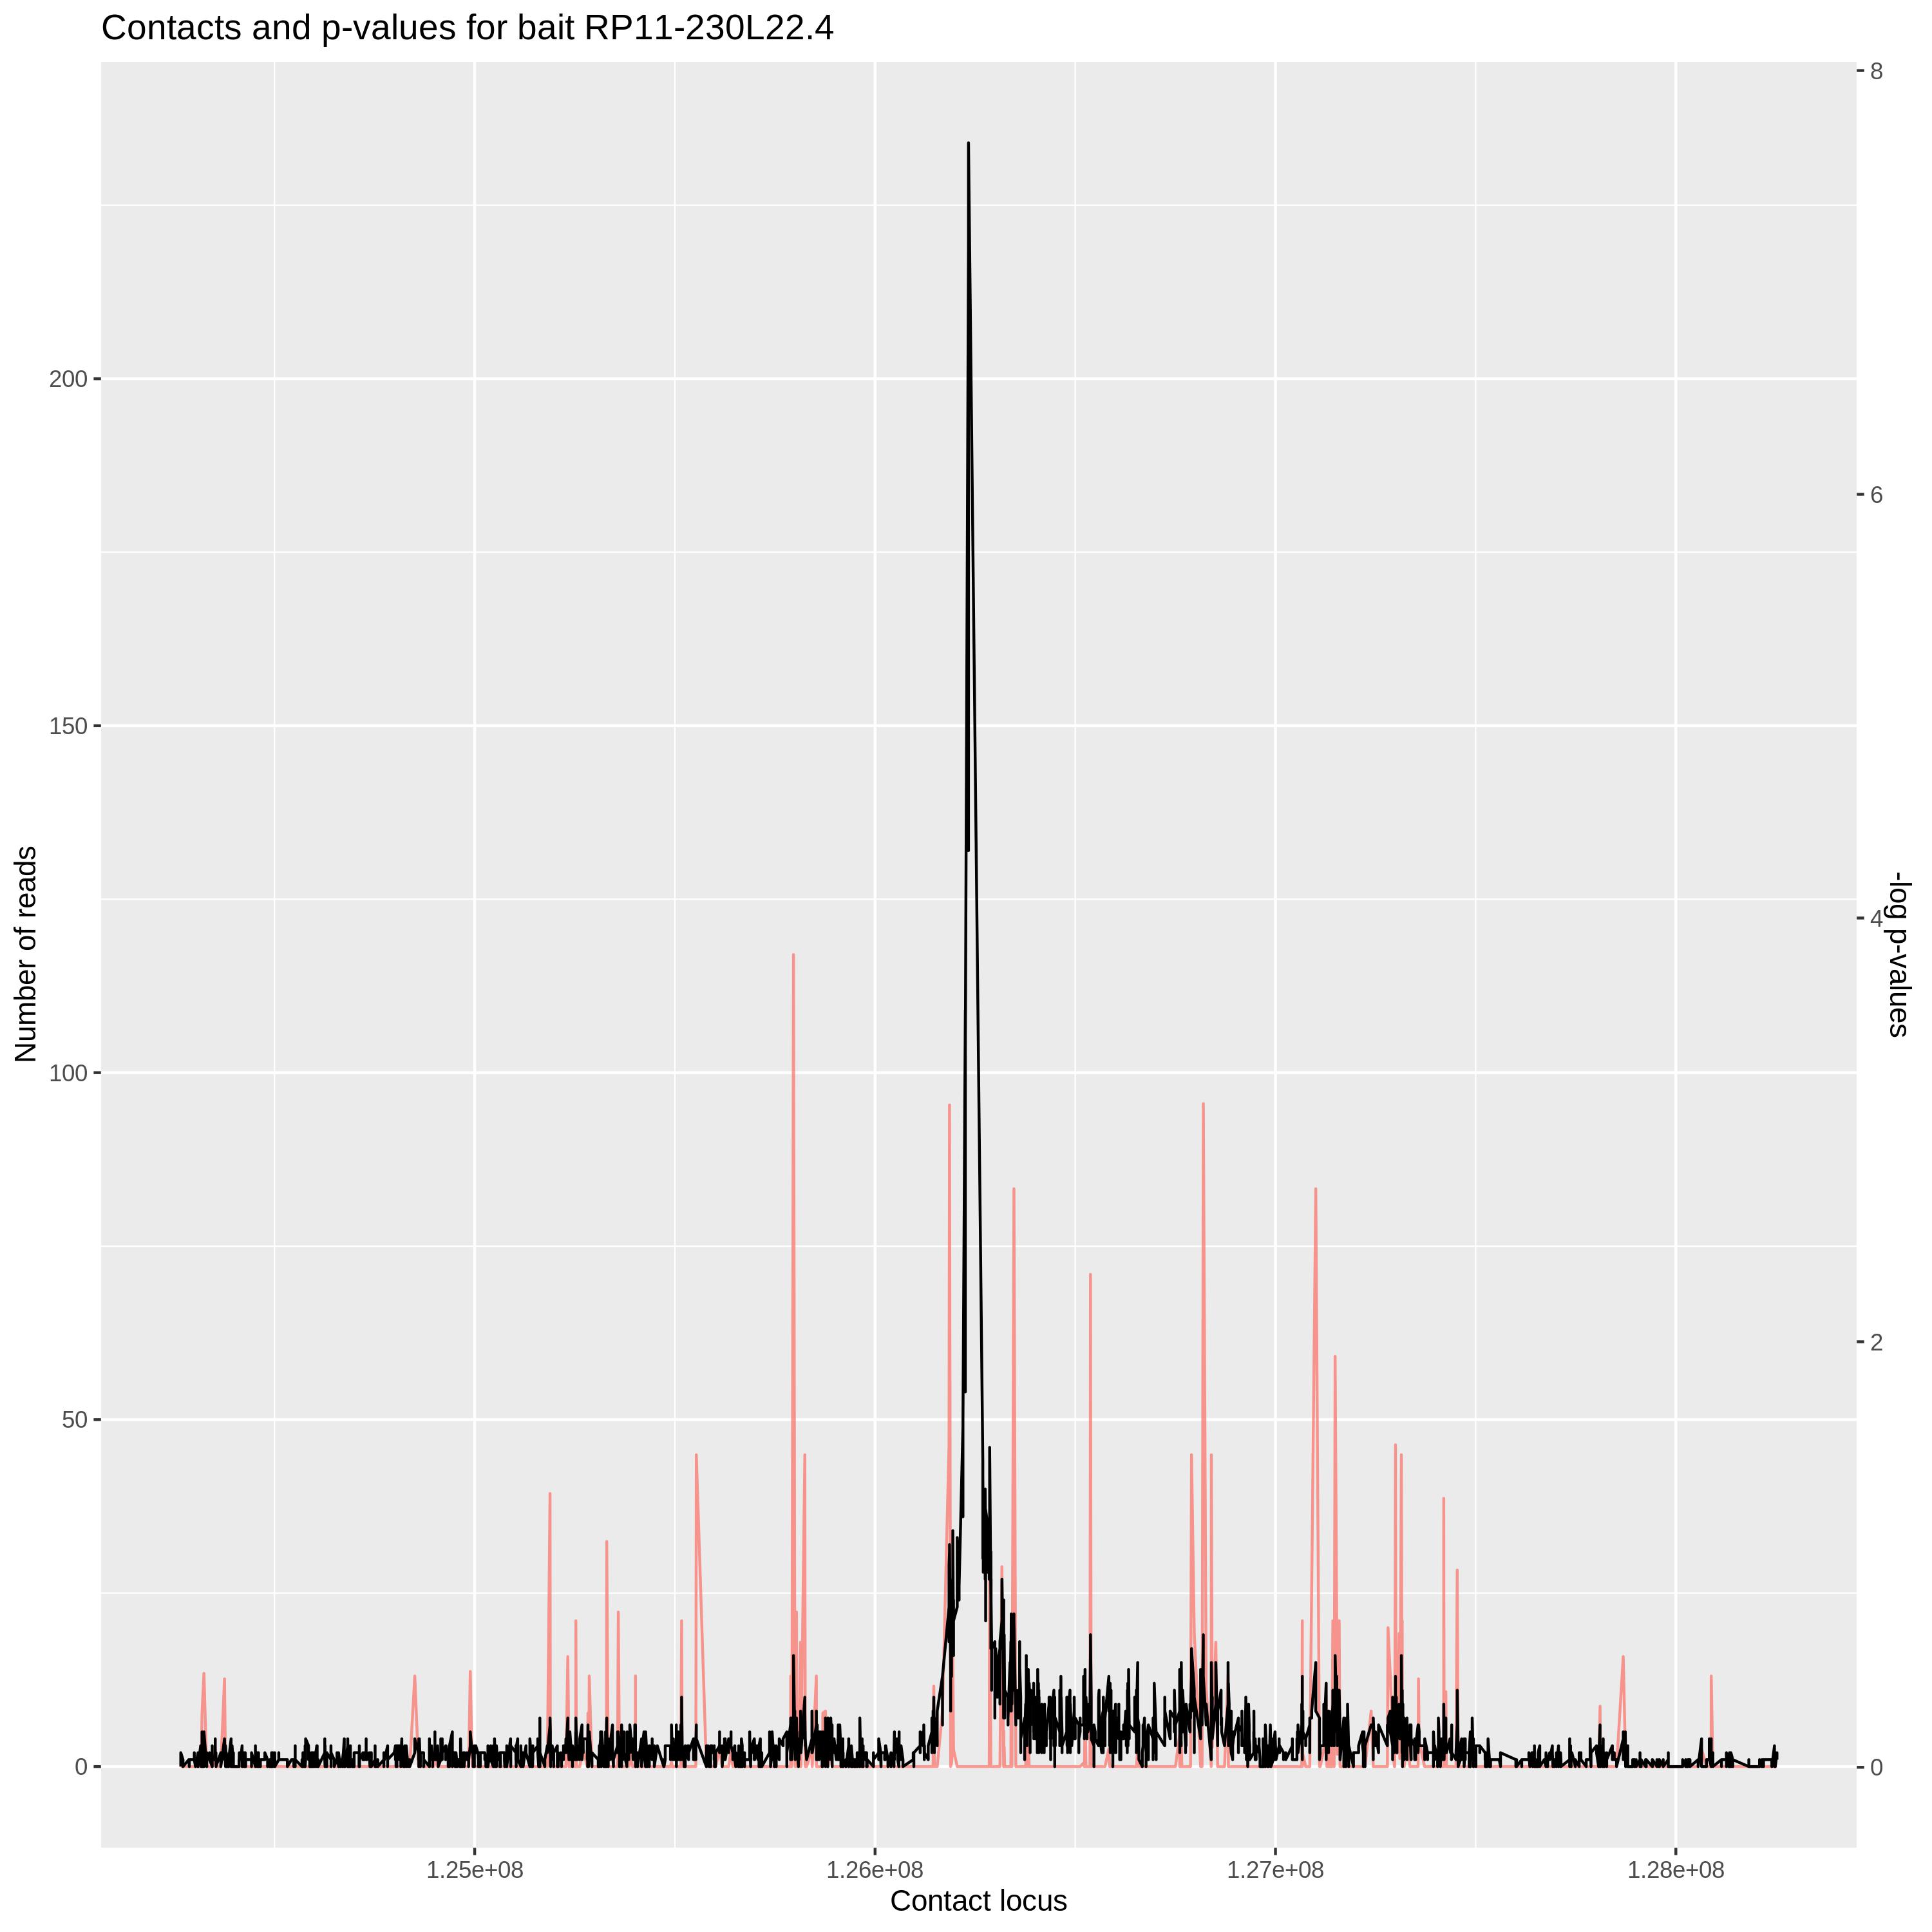 Contacts and p-values for bait RP11-230L22.4
8
200
6
150
Number of reads
4
-log p-values
100
2
50
0
0
1.25e+08
1.26e+08
1.27e+08
1.28e+08
Contact locus